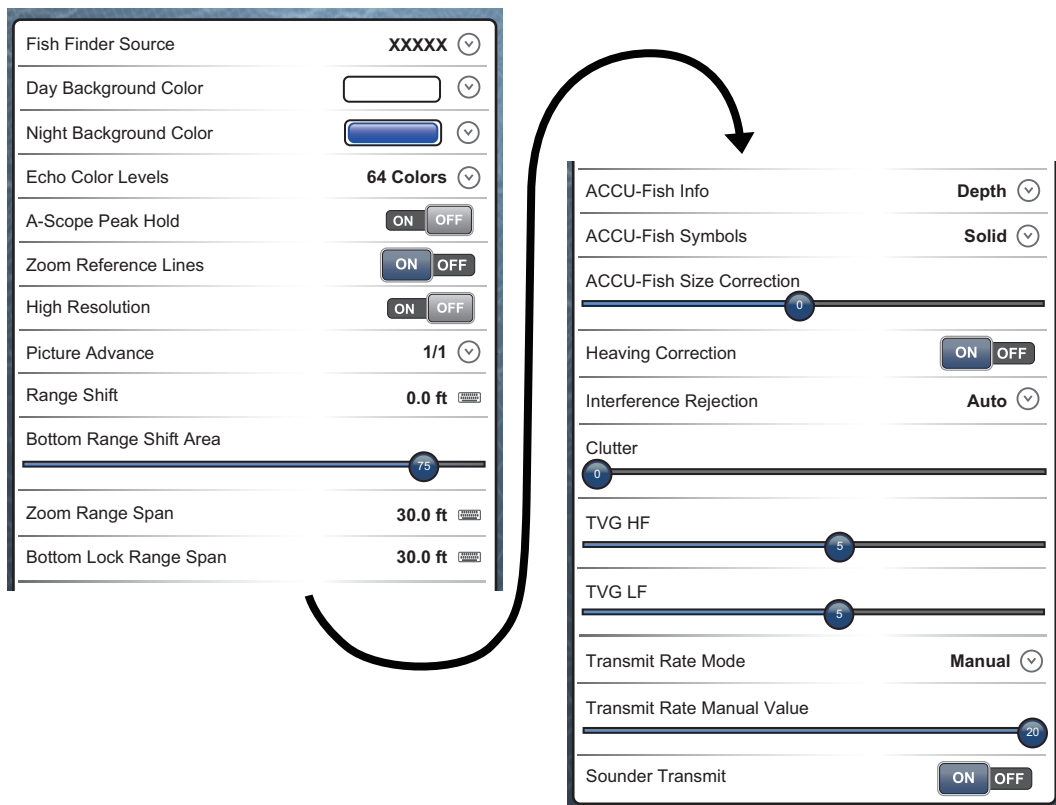 Fish Finder Source XXXXX
Day Background Color
Night Background Color
Echo Color Levels 64 Colors
A-Scope Peak Hold ON OFF
Zoom Reference Lines ON OFF
High Resolution ON OFF
Picture Advance 1/1
Range Shift 0.0 ft
Bottom Range Shift Area
75
Zoom Range Span 30.0 ft
Bottom Lock Range Span 30.0 ft
ACCU-Fish Info Depth
ACCU-Fish Symbols Solid
ACCU-Fish Size Correction
0
Heaving Correction ON OFF
Interference Rejection Auto
Clutter
0
TVG HF
5
TVG LF
5
Transmit Rate Mode Manual
Transmit Rate Manual Value
20
Sounder Transmit ON OFF